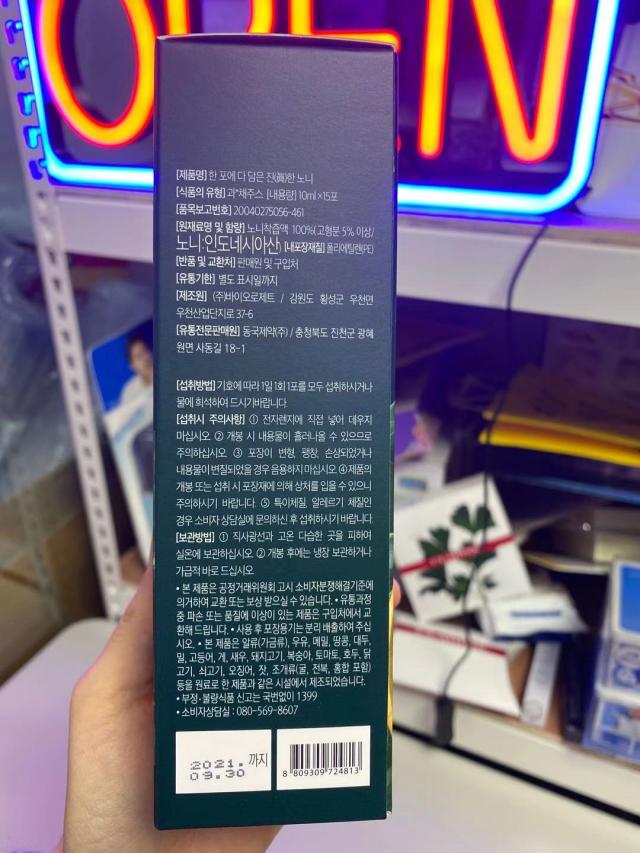 OPEN
[제품명] 한 포에 다 담은 진(眞)한 노니
[식품의 유형] 과*채주스 [내용량] 10ml×15포
[품목보고번호] 20040275056-461
[원재료명 및 함량] 노니착즙액 100%(고형분 5% 이상/
노니:인도네시아산) [내포장재질] 폴리에틸렌(PE)
[반품 및 교환처] 판매원 및 구입처
[유통기한] 별도 표시일까지
[제조원] (주)바이오로제트 / 강원도 횡성군 우천면
우천산업단지로 37-6
[유통전문판매원] 동국제약(주) / 충청북도 진천군 광혜
원면 사동길 18-1
[섭취방법] 기호에 따라 1일 1회 1포를 모두 섭취하시거나
물에 희석하여 드시기바랍니다.
[섭취시 주의사항] ① 전자렌지에 직접 넣어 데우지
마십시오 ② 개봉 시 내용물이 흘러나올 수 있으므로
주의하십시오 ③ 포장이 변형, 팽창, 손상되었거나
내용물이 변질되었을 경우 음용하지 마십시오 ④ 제품의
개봉 또는 섭취 시 포장재에 의해 상처를 입을 수 있으니
주의하시기 바랍니다. ⑤ 특이체질, 알레르기 체질인
경우 소비자 상담실에 문의하신 후 섭취하시기 바랍니다.
[보관방법] ① 직사광선과 고온 다습한 곳을 피하여
실온에 보관하십시오 ② 개봉 후에는 냉장 보관하거나
가급적 바로 드십시오
• 본 제품은 공정거래위원회 고시 소비자분쟁해결기준에
의거하여 교환 또는 보상 받으실 수 있습니다. • 유통과정
중 파손 또는 품질에 이상이 있는 제품은 구입처에서 교
환해 드립니다. • 사용 후 포장용기는 분리 배출하여 주십
시오. • 본 제품은 알류(가금류), 우유, 메밀, 땅콩, 대두,
밀, 고등어, 게, 새우, 돼지고기, 복숭아, 토마토, 호두, 닭
고기, 쇠고기, 오징어, 잣, 조개류(굴, 전복, 홍합 포함)
등을 원료로 한 제품과 같은 시설에서 제조되었습니다.
• 부정·불량식품 신고는 국번없이 1399
• 소비자상담실 : 080-569-8607
2021. 까지
09.30
8 809309 724813